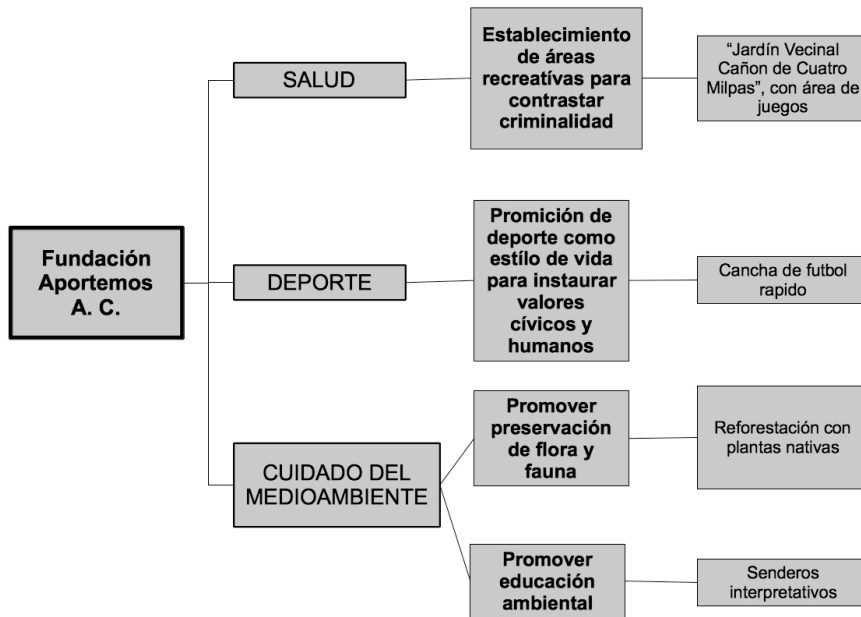 Fundación
Aportemos
A. C.
SALUD
Establecimiento
de áreas
recreatívas para
contrastar
criminalidad
“Jardín Vecinal
Cañon de Cuatro
Milpas”, con área de
juegos
DEPORTE
Promición de
deporte como
estílo de vida
para instaurar
valores
cívicos y
humanos
Cancha de futbol
rapido
CUIDADO DEL
MEDIOAMBIENTE
Promover
preservación
de flora y
fauna
Reforestación con
plantas nativas
Promover
educación
ambiental
Senderos
interpretativos